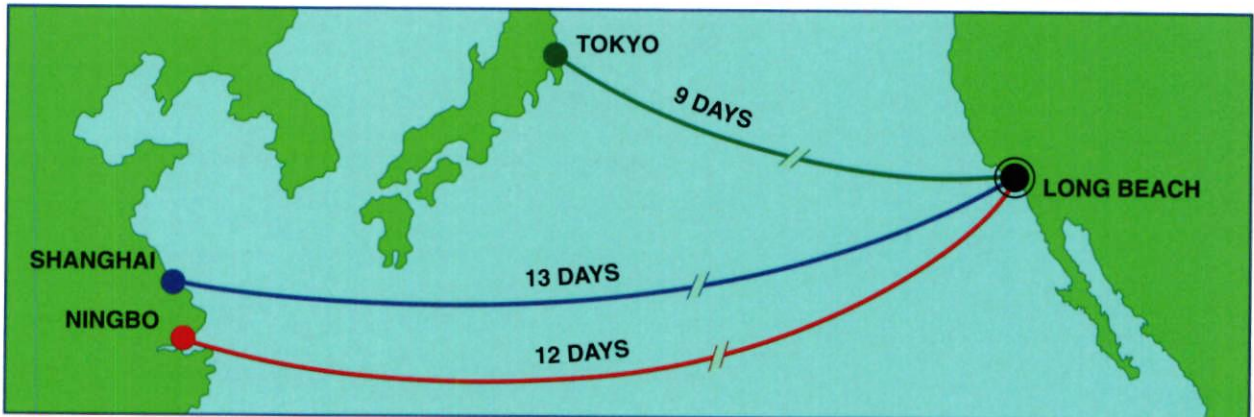 TOKYO
9 DAYS
LONG BEACH
SHANGHAI
13 DAYS
NINGBO
12 DAYS